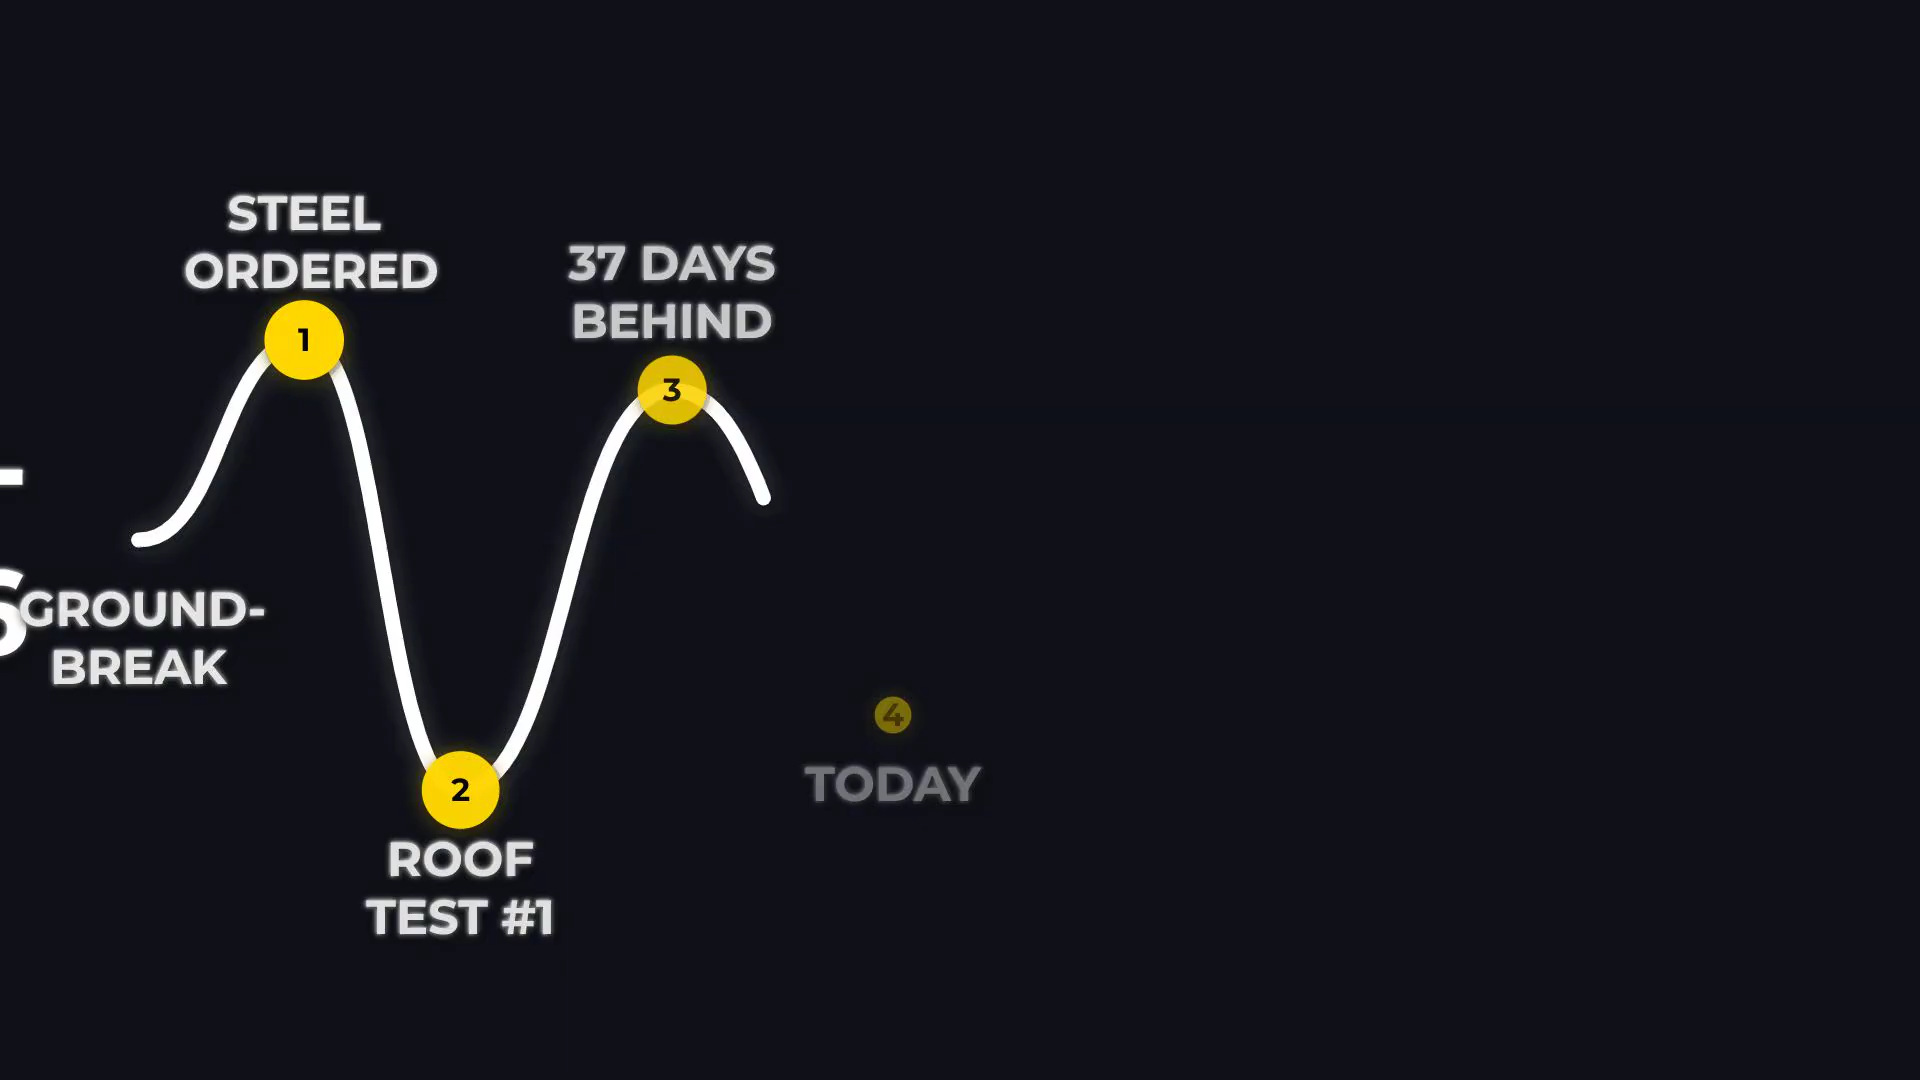 STEEL
ORDERED
1
37 DAYS
BEHIND
3
GROUND-
BREAK
4
TODAY
2
ROOF
TEST #1